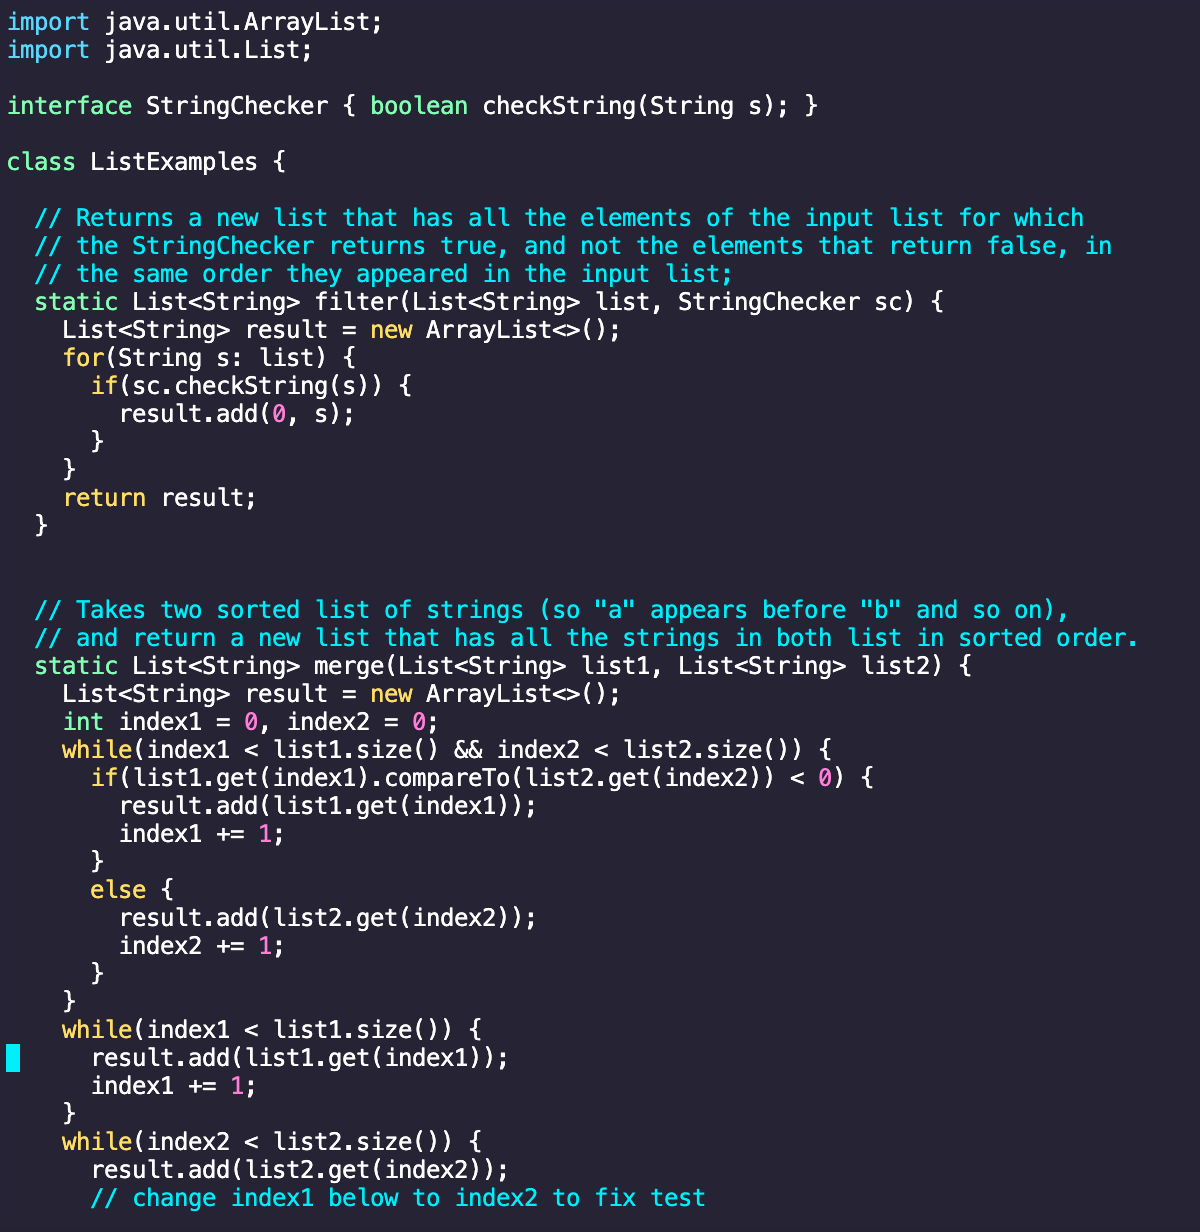 import java.util.ArrayList;
import java.util.List;

interface StringChecker { boolean checkString(String s); }

class ListExamples {

  // Returns a new list that has all the elements of the input list for which
  // the StringChecker returns true, and not the elements that return false, in
  // the same order they appeared in the input list;
  static List<String> filter(List<String> list, StringChecker sc) {
    List<String> result = new ArrayList<>();
    for(String s: list) {
      if(sc.checkString(s)) {
        result.add(0, s);
      }
    }
    return result;
  }


  // Takes two sorted list of strings (so "a" appears before "b" and so on),
  // and return a new list that has all the strings in both list in sorted order.
  static List<String> merge(List<String> list1, List<String> list2) {
    List<String> result = new ArrayList<>();
    int index1 = 0, index2 = 0;
    while(index1 < list1.size() && index2 < list2.size()) {
      if(list1.get(index1).compareTo(list2.get(index2)) < 0) {
        result.add(list1.get(index1));
        index1 += 1;
      }
      else {
        result.add(list2.get(index2));
        index2 += 1;
      }
    }
    while(index1 < list1.size()) {
      result.add(list1.get(index1));
      index1 += 1;
    }
    while(index2 < list2.size()) {
      result.add(list2.get(index2));
      // change index1 below to index2 to fix test